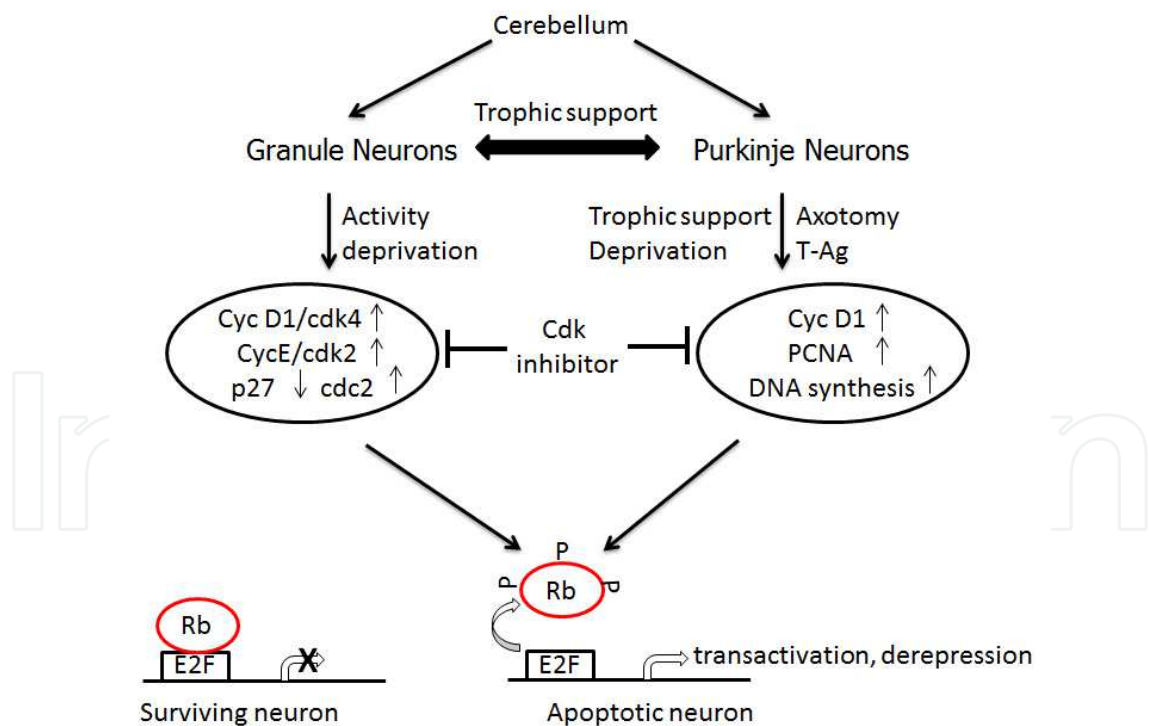 Cerebellum
Trophic support
Granule Neurons
Purkinje Neurons
Activity
deprivation
Trophic support
Deprivation
Axotomy
T-Ag
Cyc D1/cdk4 ↑
CycE/cdk2 ↑
p27 ↓ cdc2 ↑
Cdk
inhibitor
Cyc D1 ↑
PCNA ↑
DNA synthesis ↑
P
P
P
Rb
Rb
E2F
X
E2F
transactivation, derepression
Surviving neuron
Apoptotic neuron